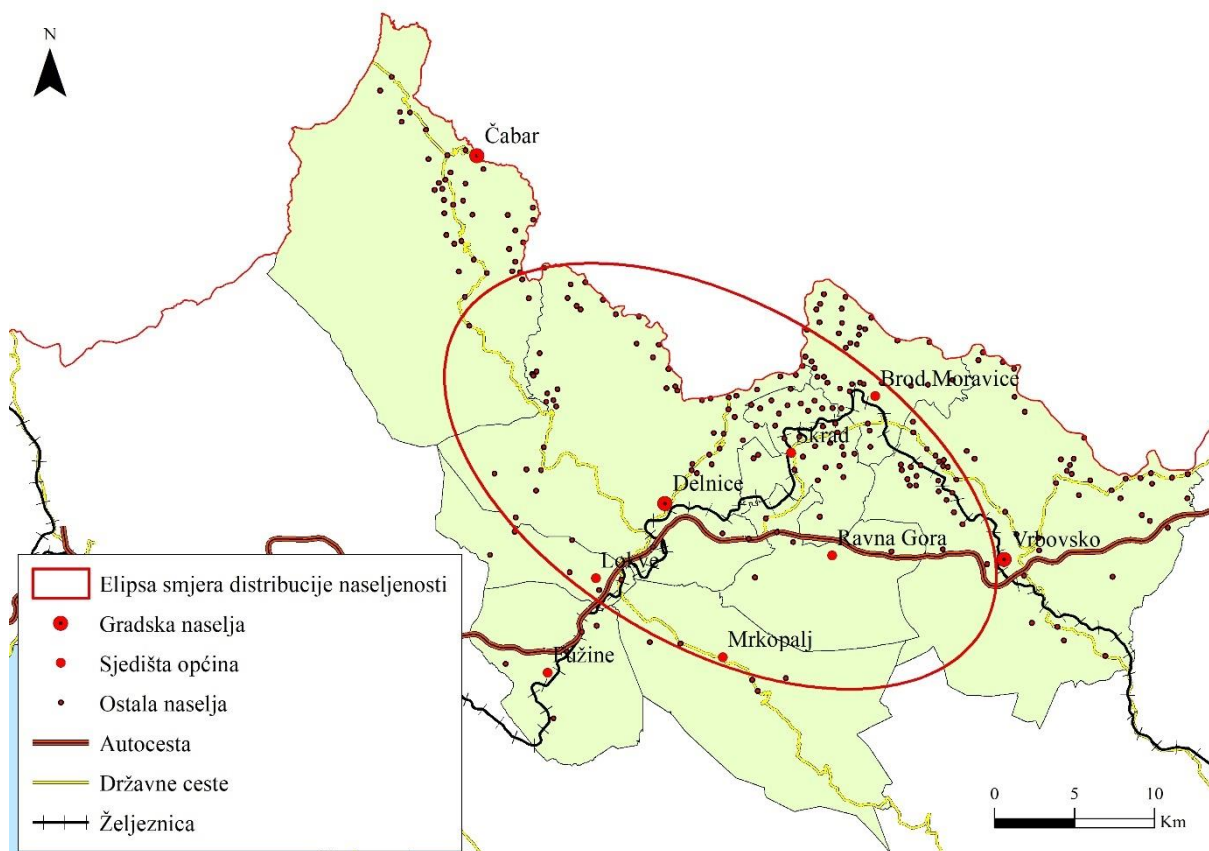 N
Čabar
Brod Moravice
Skrad
Delnice
Ravna Gora
Vrbovsko
Lokve
Mrkopalj
Fužine
Elipsa smjera distribucije naseljenosti
Gradska naselja
Sjedišta općina
Ostala naselja
Autocesta
Državne ceste
Željeznica
0 5 10
Km